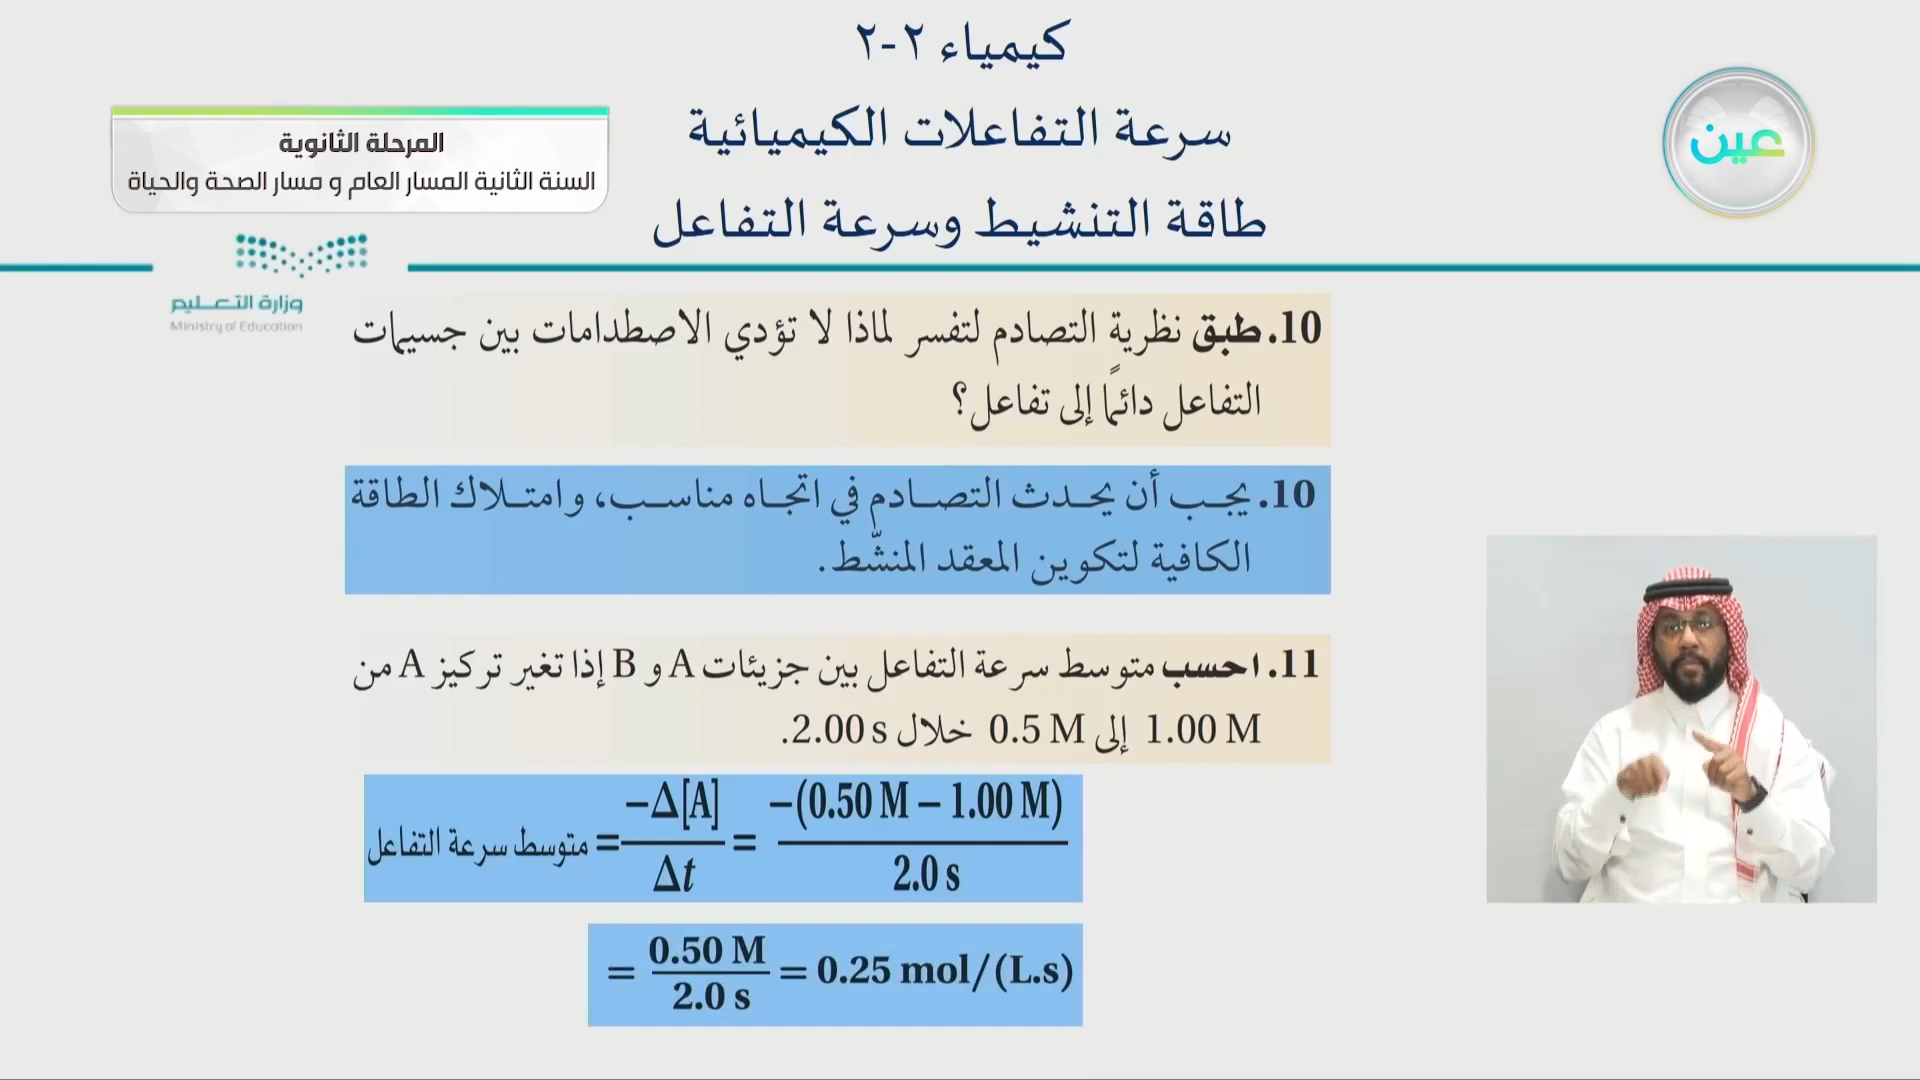 كيمياء ٢-٢
سرعة التفاعلات الكيميائية
طاقة التنشيط وسرعة التفاعل
عين
المرحلة الثانوية
السنة الثانية المسار العام و مسار الصحة والحياة
وزارة التعليم
Ministry of Education
10. طبق نظرية التصادم لتفسر لماذا لا تؤدي الاصطدامات بين جسيمات
التفاعل دائمًا إلى تفاعل؟
10. يجب أن يحدث التصادم في اتجاه مناسب، وامتلاك الطاقة
الكافية لتكوين المعقد المنشّط.
11. احسب متوسط سرعة التفاعل بين جزيئات A و B إذا تغير تركيز A من
1.00 M إلى 0.5 M خلال 2.00 s.
متوسط سرعة التفاعل = −Δ[A] / Δt = −(0.50 M − 1.00 M) / 2.0 s
= 0.50 M / 2.0 s = 0.25 mol/(L.s)